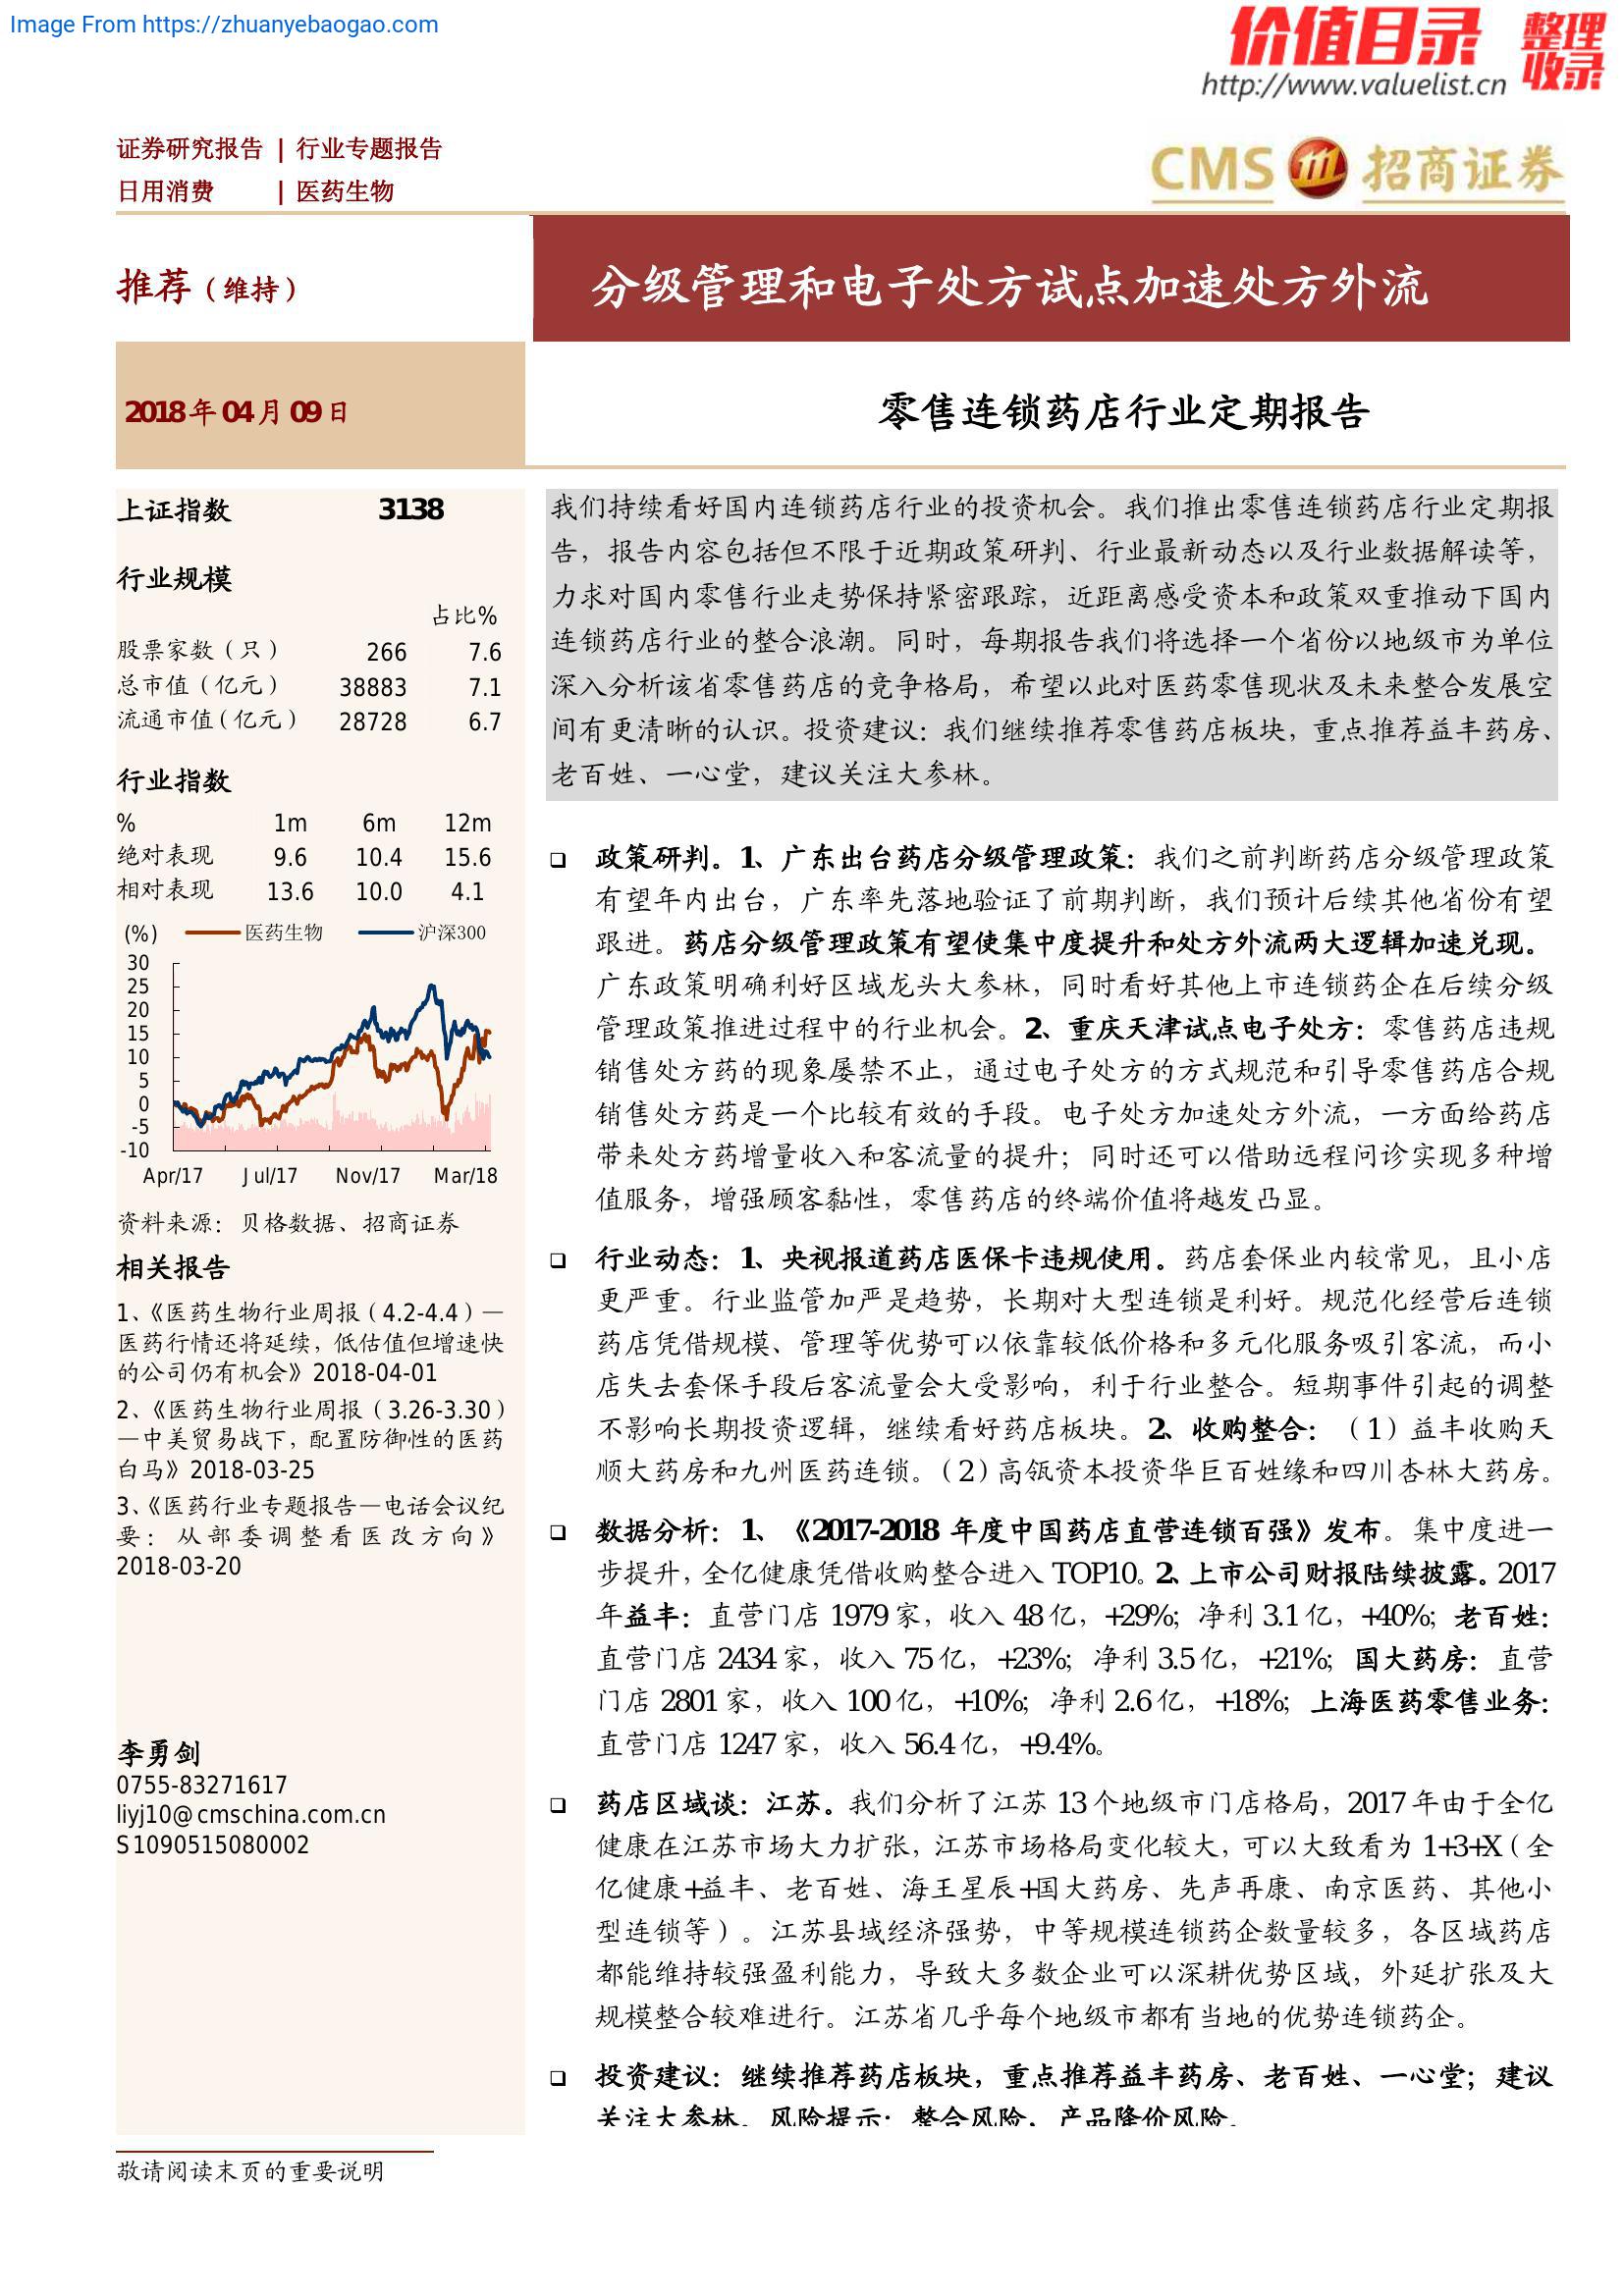 Image From https://zhuanyebaogao.com
价值目录 整理收录
http://www.valuelist.cn
证券研究报告 | 行业专题报告
日用消费 | 医药生物
CMS 招商证券
推荐（维持）
分级管理和电子处方试点加速处方外流
2018年04月09日
零售连锁药店行业定期报告
上证指数 3138
行业规模
占比%
股票家数（只） 266 7.6
总市值（亿元） 38883 7.1
流通市值（亿元） 28728 6.7
行业指数
% 1m 6m 12m
绝对表现 9.6 10.4 15.6
相对表现 13.6 10.0 4.1
(%) 医药生物 沪深300
30
25
20
15
10
5
0
-5
-10
Apr/17 Jul/17 Nov/17 Mar/18
资料来源：贝格数据、招商证券
相关报告
1、《医药生物行业周报（4.2-4.4）—
医药行情还将延续，低估值但增速快
的公司仍有机会》2018-04-01
2、《医药生物行业周报（3.26-3.30）
—中美贸易战下，配置防御性的医药
白马》2018-03-25
3、《医药行业专题报告—电话会议纪
要：从部委调整看医改方向》
2018-03-20
李勇剑
0755-83271617
liyj10@cmschina.com.cn
S1090515080002
我们持续看好国内连锁药店行业的投资机会。我们推出零售连锁药店行业定期报
告，报告内容包括但不限于近期政策研判、行业最新动态以及行业数据解读等，
力求对国内零售行业走势保持紧密跟踪，近距离感受资本和政策双重推动下国内
连锁药店行业的整合浪潮。同时，每期报告我们将选择一个省份以地级市为单位
深入分析该省零售药店的竞争格局，希望以此对医药零售现状及未来整合发展空
间有更清晰的认识。投资建议：我们继续推荐零售药店板块，重点推荐益丰药房、
老百姓、一心堂，建议关注大参林。
❑ 政策研判。1、广东出台药店分级管理政策：我们之前判断药店分级管理政策
有望年内出台，广东率先落地验证了前期判断，我们预计后续其他省份有望
跟进。药店分级管理政策有望使集中度提升和处方外流两大逻辑加速兑现。
广东政策明确利好区域龙头大参林，同时看好其他上市连锁药企在后续分级
管理政策推进过程中的行业机会。2、重庆天津试点电子处方：零售药店违规
销售处方药的现象屡禁不止，通过电子处方的方式规范和引导零售药店合规
销售处方药是一个比较有效的手段。电子处方加速处方外流，一方面给药店
带来处方药增量收入和客流量的提升；同时还可以借助远程问诊实现多种增
值服务，增强顾客黏性，零售药店的终端价值将越发凸显。
❑ 行业动态：1、央视报道药店医保卡违规使用。药店套保业内较常见，且小店
更严重。行业监管加严是趋势，长期对大型连锁是利好。规范化经营后连锁
药店凭借规模、管理等优势可以依靠较低价格和多元化服务吸引客流，而小
店失去套保手段后客流量会大受影响，利于行业整合。短期事件引起的调整
不影响长期投资逻辑，继续看好药店板块。2、收购整合：（1）益丰收购天
顺大药房和九州医药连锁。（2）高瓴资本投资华巨百姓缘和四川杏林大药房。
❑ 数据分析：1、《2017-2018 年度中国药店直营连锁百强》发布。集中度进一
步提升，全亿健康凭借收购整合进入 TOP10。2、上市公司财报陆续披露。2017
年益丰：直营门店 1979 家，收入 48 亿，+29%；净利 3.1 亿，+40%；老百姓：
直营门店 2434 家，收入 75 亿，+23%；净利 3.5 亿，+21%；国大药房：直营
门店 2801 家，收入 100 亿，+10%；净利 2.6 亿，+18%；上海医药零售业务：
直营门店 1247 家，收入 56.4 亿，+9.4%。
❑ 药店区域谈：江苏。我们分析了江苏 13 个地级市门店格局，2017 年由于全亿
健康在江苏市场大力扩张，江苏市场格局变化较大，可以大致看为 1+3+X（全
亿健康+益丰、老百姓、海王星辰+国大药房、先声再康、南京医药、其他小
型连锁等）。江苏县域经济强势，中等规模连锁药企数量较多，各区域药店
都能维持较强盈利能力，导致大多数企业可以深耕优势区域，外延扩张及大
规模整合较难进行。江苏省几乎每个地级市都有当地的优势连锁药企。
❑ 投资建议：继续推荐药店板块，重点推荐益丰药房、老百姓、一心堂；建议
关注大参林。风险提示：整合风险，产品降价风险。
敬请阅读末页的重要说明